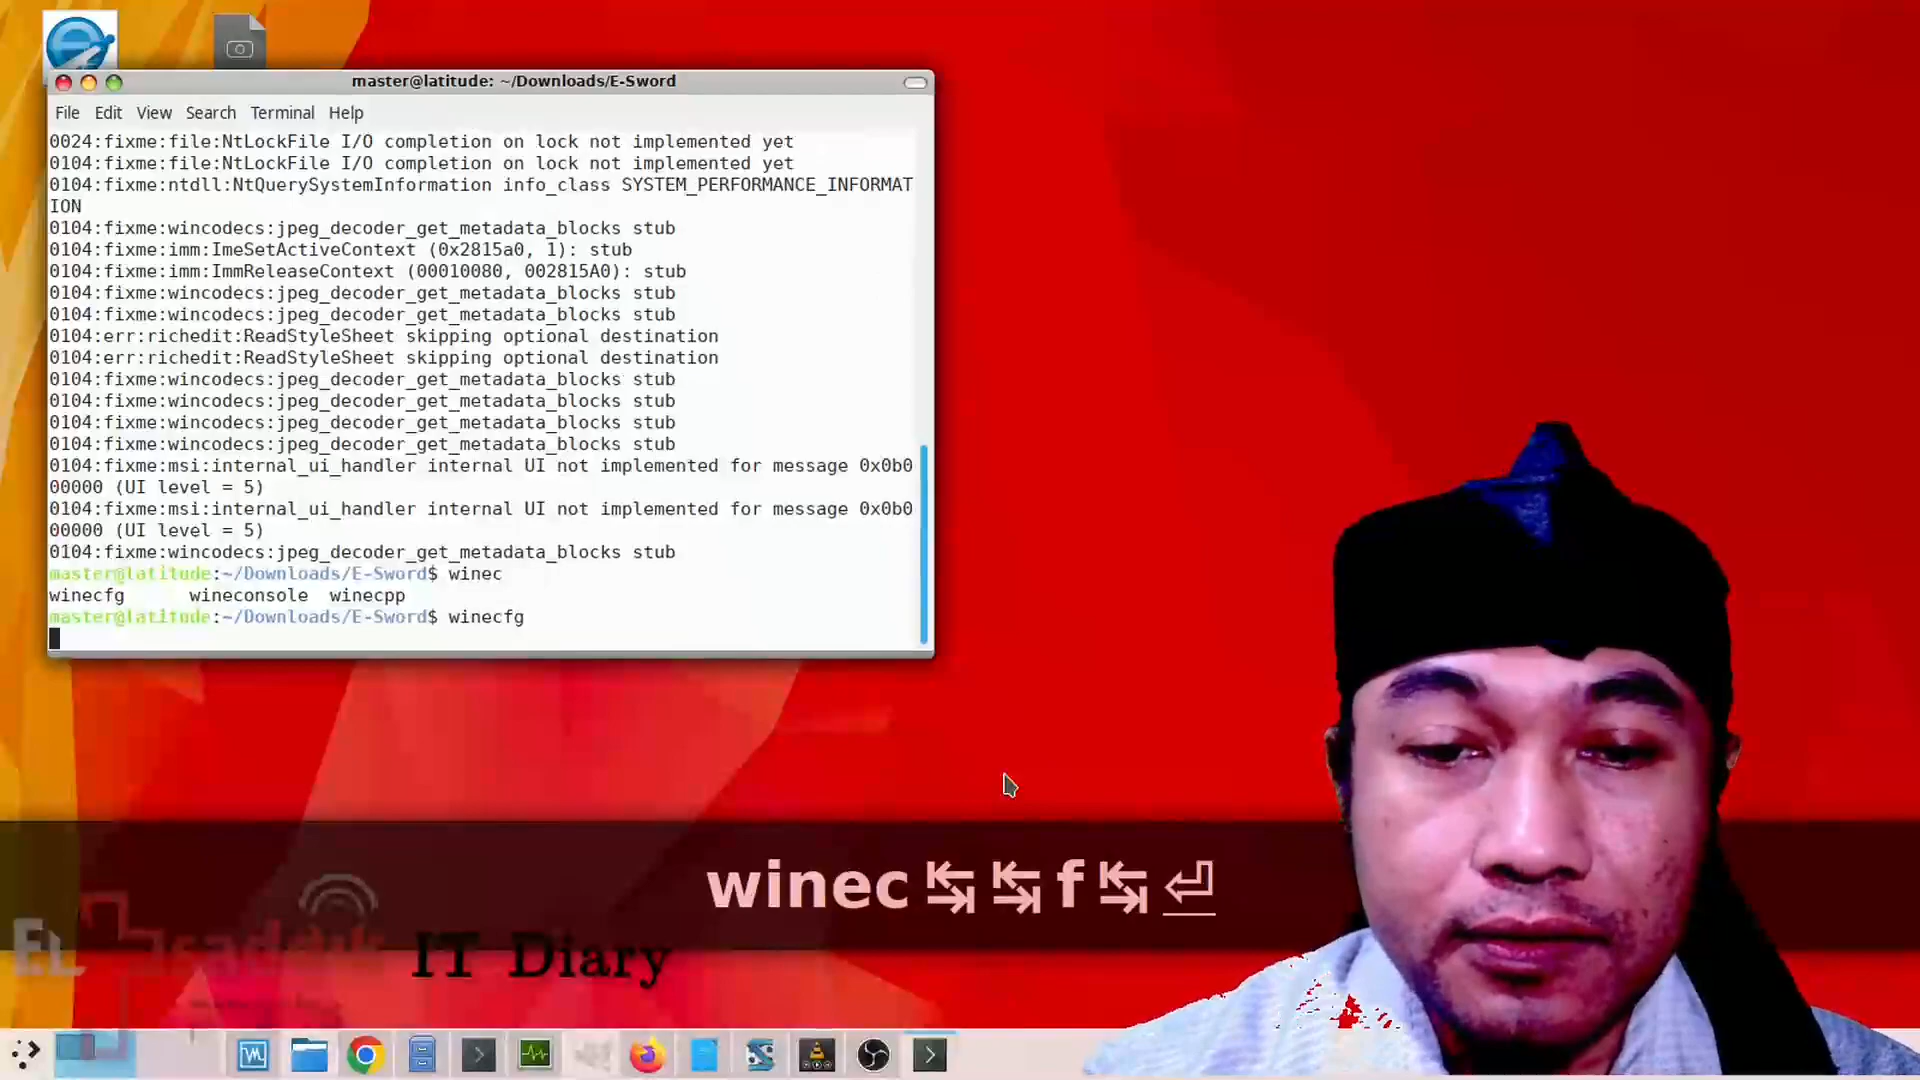 master@latitude: ~/Downloads/E-Sword
File Edit View Search Terminal Help
0024:fixme:file:NtLockFile I/O completion on lock not implemented yet
0104:fixme:file:NtLockFile I/O completion on lock not implemented yet
0104:fixme:ntdll:NtQuerySystemInformation info_class SYSTEM_PERFORMANCE_INFORMAT
ION
0104:fixme:wincodecs:jpeg_decoder_get_metadata_blocks stub
0104:fixme:imm:ImeSetActiveContext (0x2815a0, 1): stub
0104:fixme:imm:ImmReleaseContext (00010080, 002815A0): stub
0104:fixme:wincodecs:jpeg_decoder_get_metadata_blocks stub
0104:fixme:wincodecs:jpeg_decoder_get_metadata_blocks stub
0104:err:richedit:ReadStyleSheet skipping optional destination
0104:err:richedit:ReadStyleSheet skipping optional destination
0104:fixme:wincodecs:jpeg_decoder_get_metadata_blocks stub
0104:fixme:wincodecs:jpeg_decoder_get_metadata_blocks stub
0104:fixme:wincodecs:jpeg_decoder_get_metadata_blocks stub
0104:fixme:wincodecs:jpeg_decoder_get_metadata_blocks stub
0104:fixme:msi:internal_ui_handler internal UI not implemented for message 0x0b0
00000 (UI level = 5)
0104:fixme:msi:internal_ui_handler internal UI not implemented for message 0x0b0
00000 (UI level = 5)
0104:fixme:wincodecs:jpeg_decoder_get_metadata_blocks stub
master@latitude:~/Downloads/E-Sword$ winec
winecfg wineconsole winecpp
master@latitude:~/Downloads/E-Sword$ winecfg
winec ↹ ↹ f ↹ ⏎
EL
IT Diary